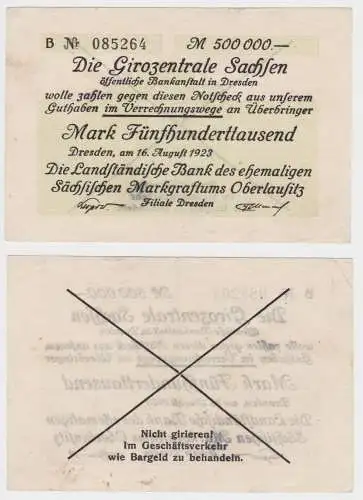 B № 085264 M 500 000.—
Die Girozentrale Sachsen
öffentliche Bankanstalt in Dresden
wolle zahlen gegen diesen Notscheck aus unserem
Guthaben im Verrechnungswege an Überbringer
Mark Fünfhunderttausend
Dresden, am 16. August 1923
Die Landständische Bank des ehemaligen
Sächsischen Markgraftums Oberlausitz
Filiale Dresden
Nicht girieren!
Im Geschäftsverkehr
wie Bargeld zu behandeln.